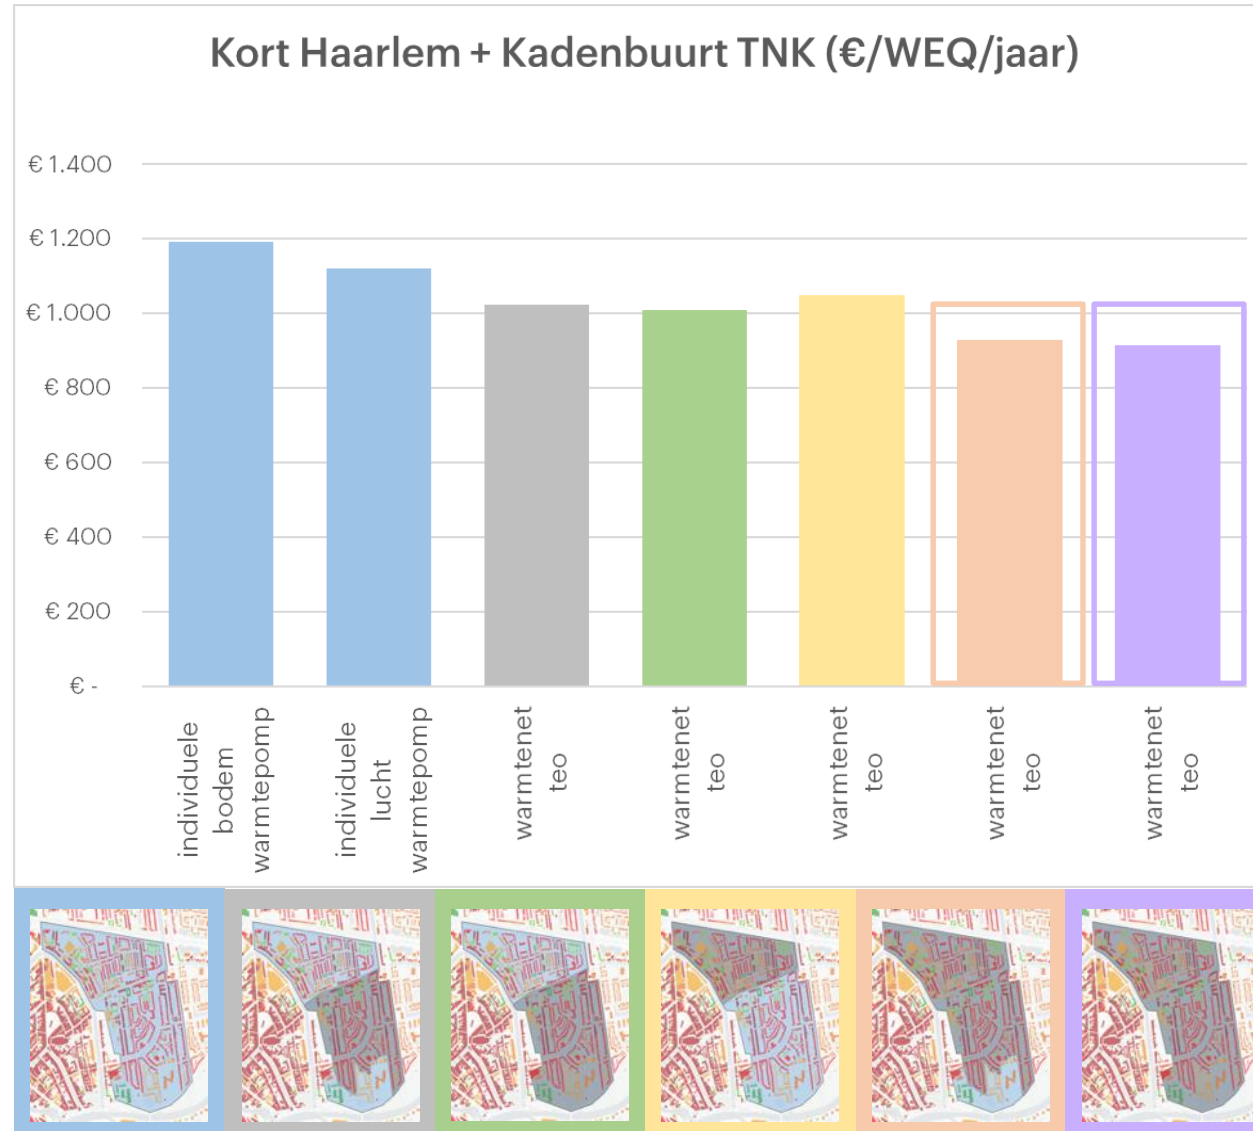 Kort Haarlem + Kadenbuurt TNK (€/WEQ/jaar)
€ 1.400
€ 1.200
€ 1.000
€ 800
€ 600
€ 400
€ 200
€ -
individuele
bodem
warmtepomp
individuele
lucht
warmtepomp
warmtenet
teo
warmtenet
teo
warmtenet
teo
warmtenet
teo
warmtenet
teo